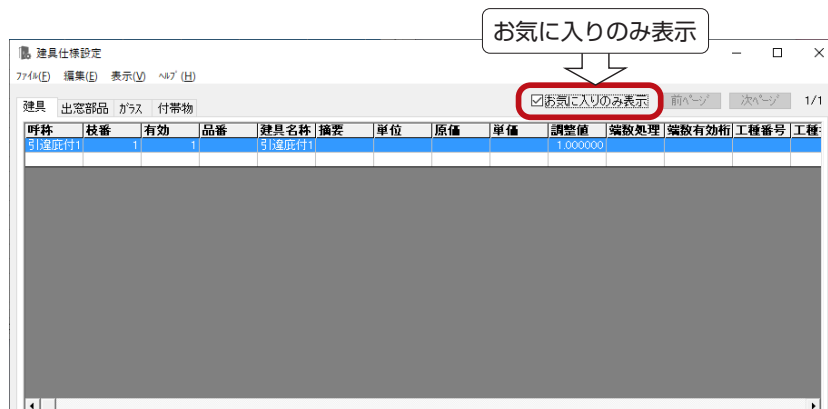 お気に入りのみ表示
建具仕様設定
ﾌｧｲﾙ(F) 編集(E) 表示(V) ﾍﾙﾌﾟ(H)
建具 出窓部品 ｶﾞﾗｽ 付帯物 ☑お気に入りのみ表示 前ﾍﾟｰｼﾞ 次ﾍﾟｰｼﾞ 1/1
呼称 枝番 有効 品番 建具名称 摘要 単位 原価 単価 調整値 端数処理 端数有効桁 工種番号
引違庇付1 1 1 引違庇付1 1.000000